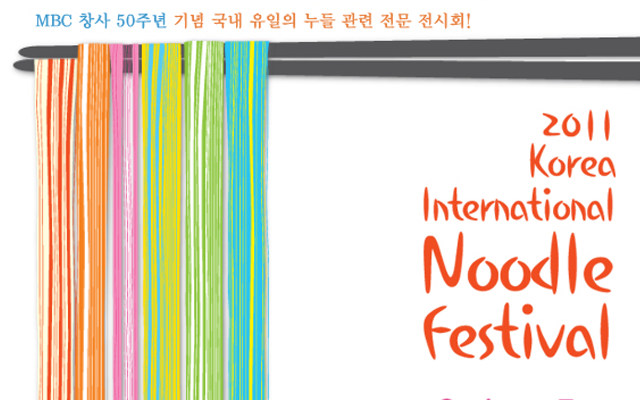 MBC 창사 50주년 기념 국내 유일의 누들 관련 전문 전시회!
2011
Korea
International
Noodle
Festival